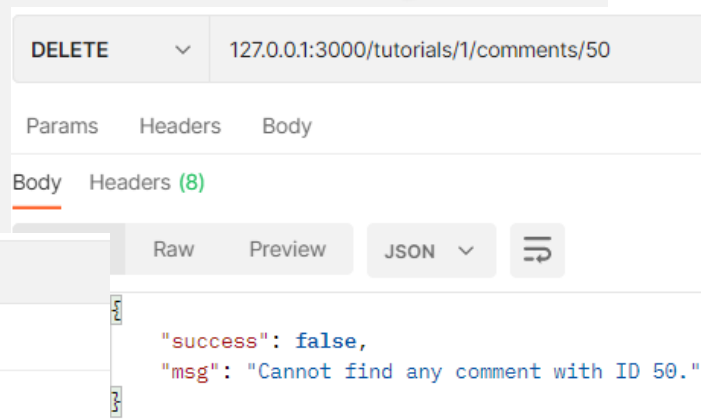 DELETE 127.0.0.1:3000/tutorials/1/comments/50
Params Headers Body
Body Headers (8)
Raw Preview JSON
{
"success": false,
"msg": "Cannot find any comment with ID 50."
}